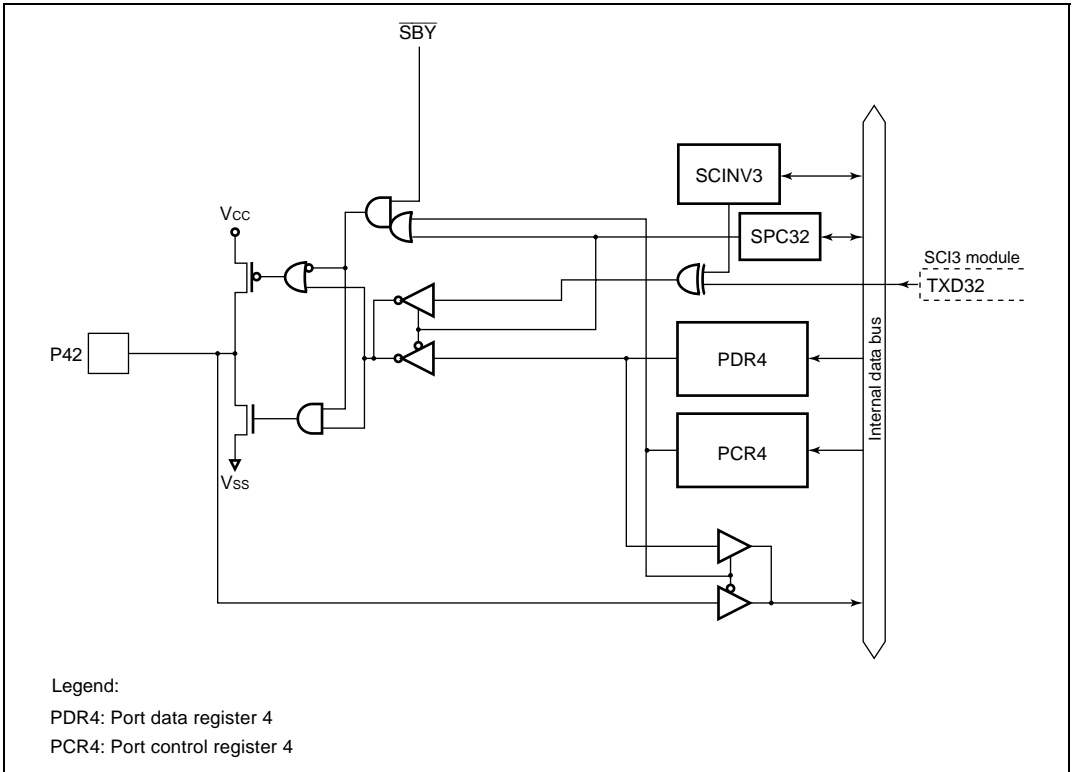 SBY
SCINV3
VCC
SPC32
SCI3 module
TXD32
P42
PDR4
Internal data bus
PCR4
VSS
Legend:
PDR4: Port data register 4
PCR4: Port control register 4